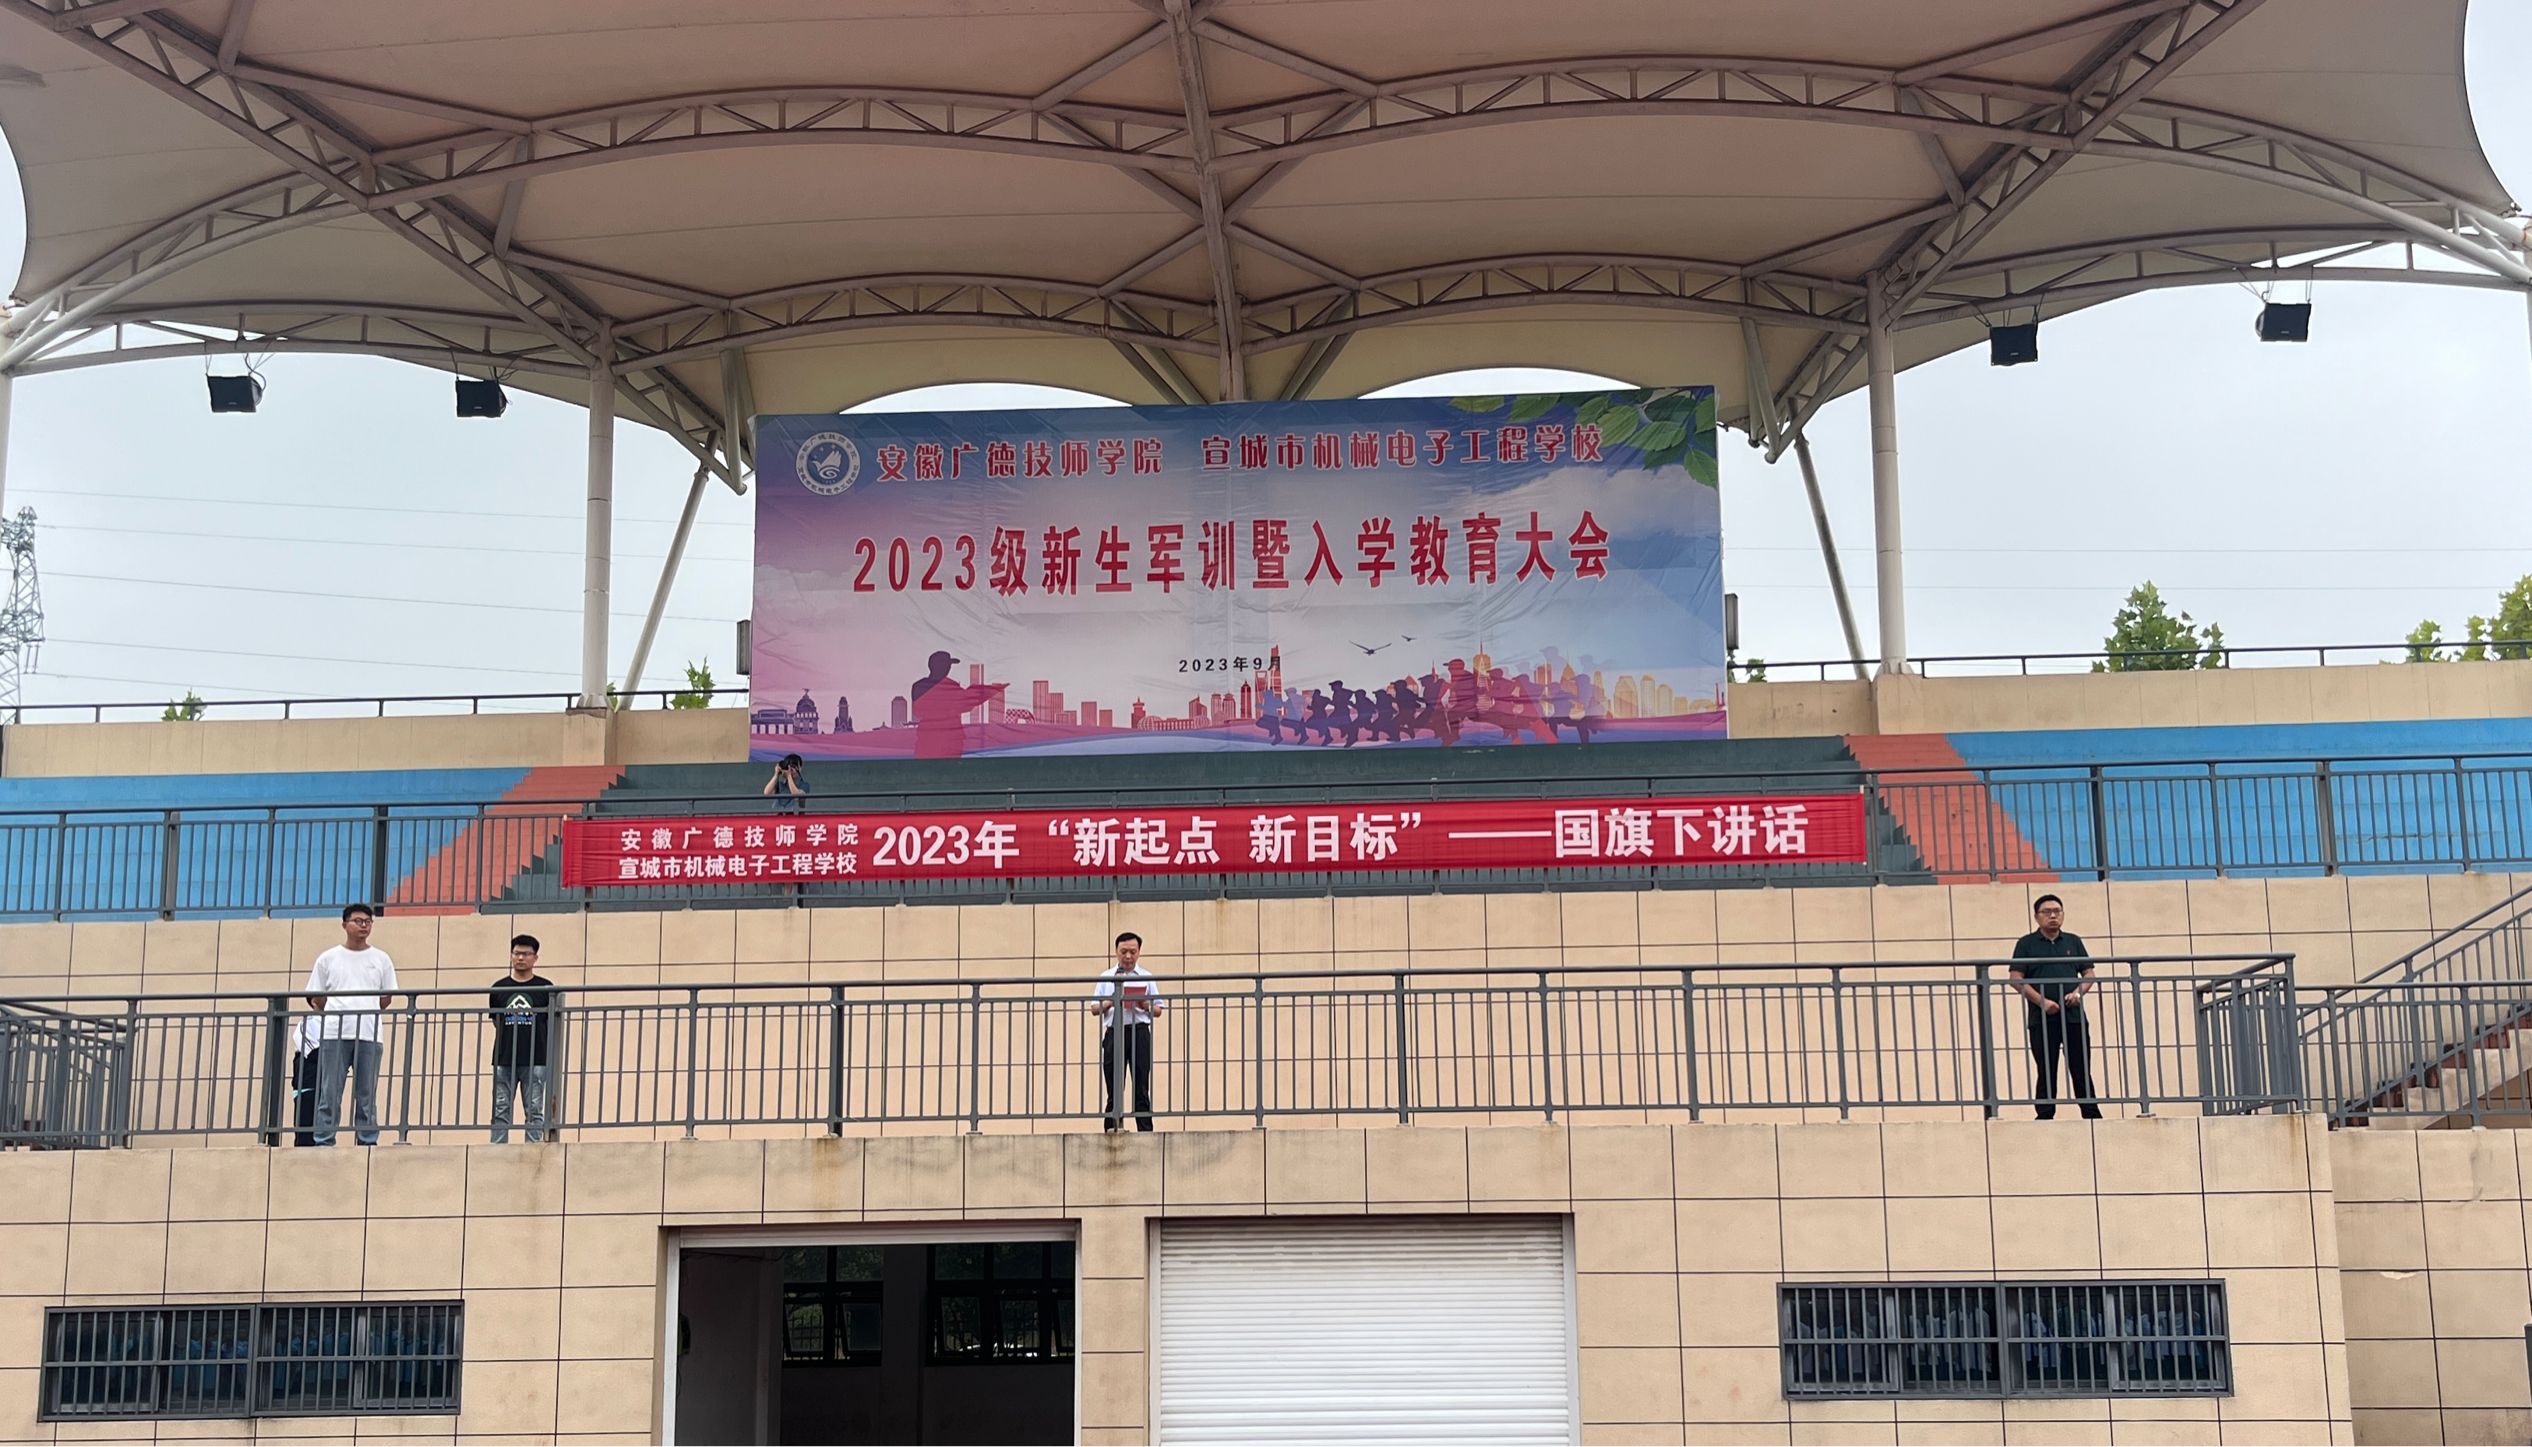 安徽广德技师学院 宣城市机械电子工程学校
2023级新生军训暨入学教育大会
2023年9月
安徽广德技师学院
宣城市机械电子工程学校
2023年“新起点 新目标”——国旗下讲话